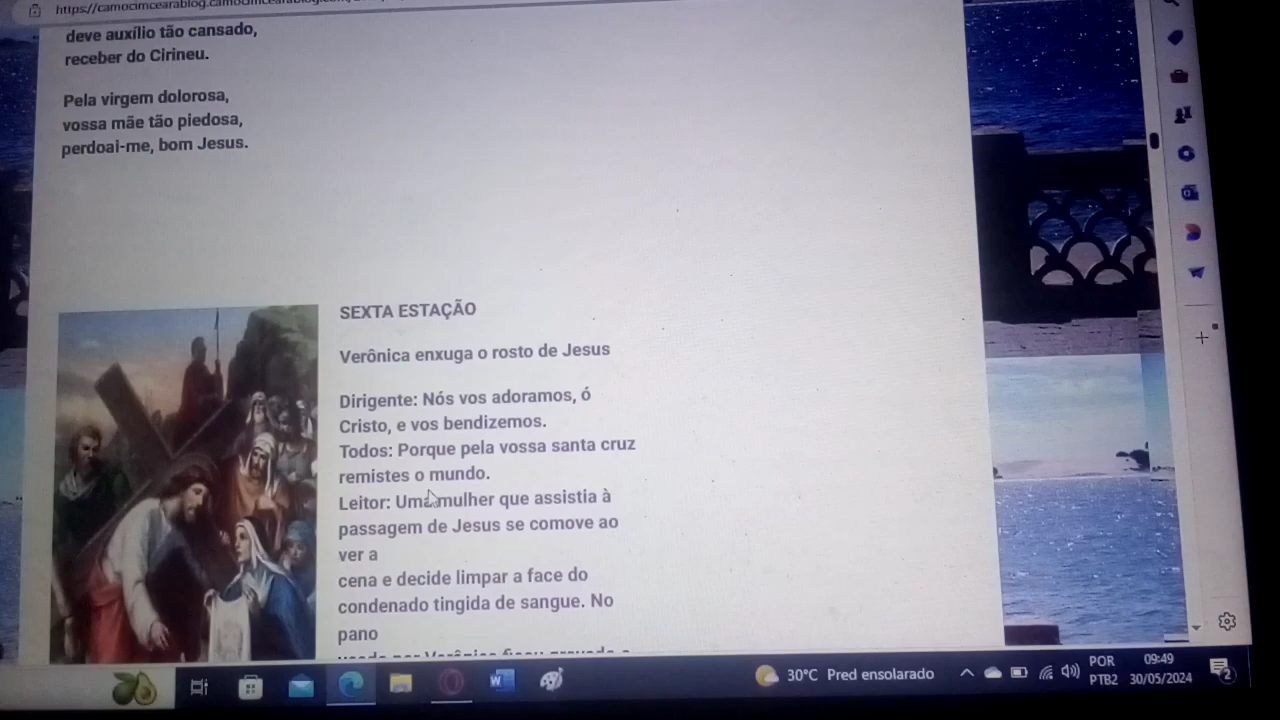 deve auxílio tão cansado,
receber do Cirineu.
Pela virgem dolorosa,
vossa mãe tão piedosa,
perdoai-me, bom Jesus.
SEXTA ESTAÇÃO
Verônica enxuga o rosto de Jesus
Dirigente: Nós vos adoramos, ó
Cristo, e vos bendizemos.
Todos: Porque pela vossa santa cruz
remistes o mundo.
Leitor: Uma mulher que assistia à
passagem de Jesus se comove ao
ver a
cena e decide limpar a face do
condenado tingida de sangue. No
pano
30°C Pred ensolarado
POR
PTB2
09:49
30/05/2024
2